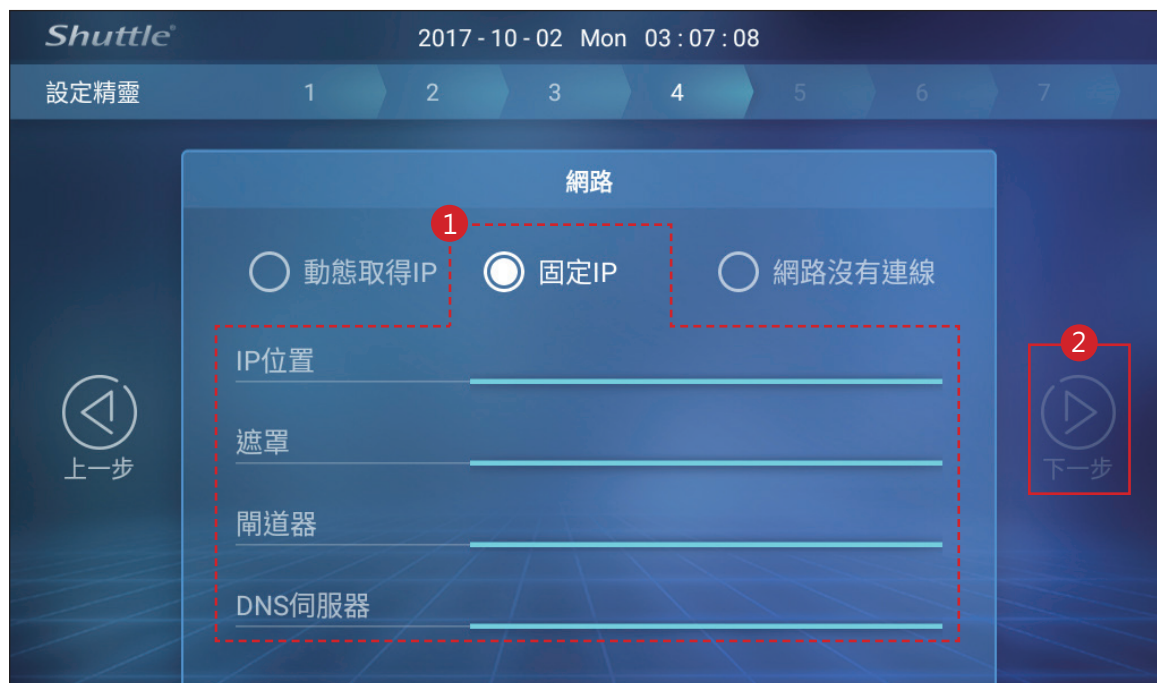 Shuttle® 2017-10-02 Mon 03:07:08
設定精靈 1 2 3 4 5 6 7
網路
1
動態取得IP 固定IP 網路沒有連線
IP位置
2
遮罩
上一步 下一步
閘道器
DNS伺服器